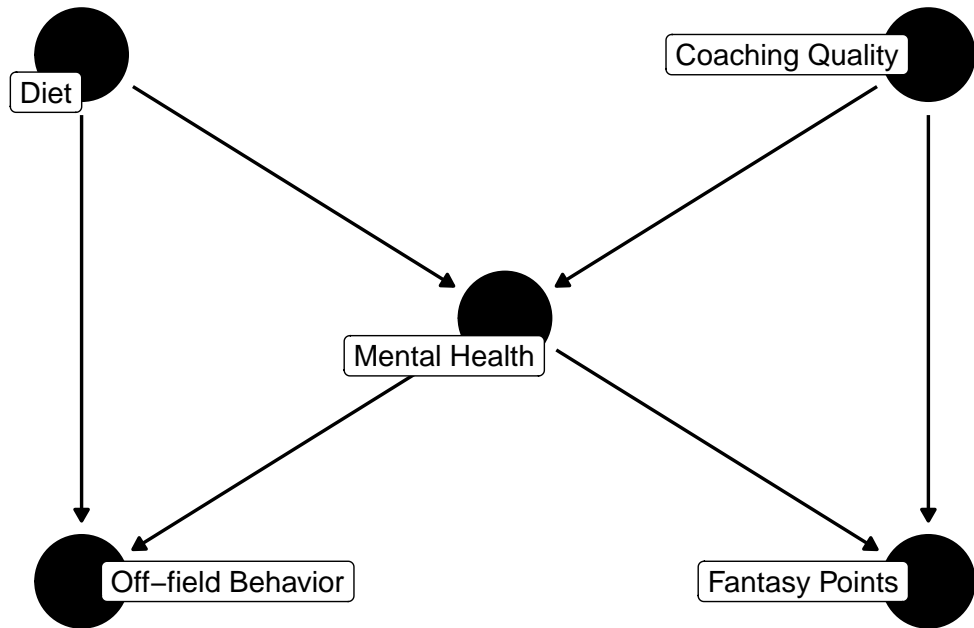 Coaching Quality
Diet
Mental Health
Off−field Behavior
Fantasy Points